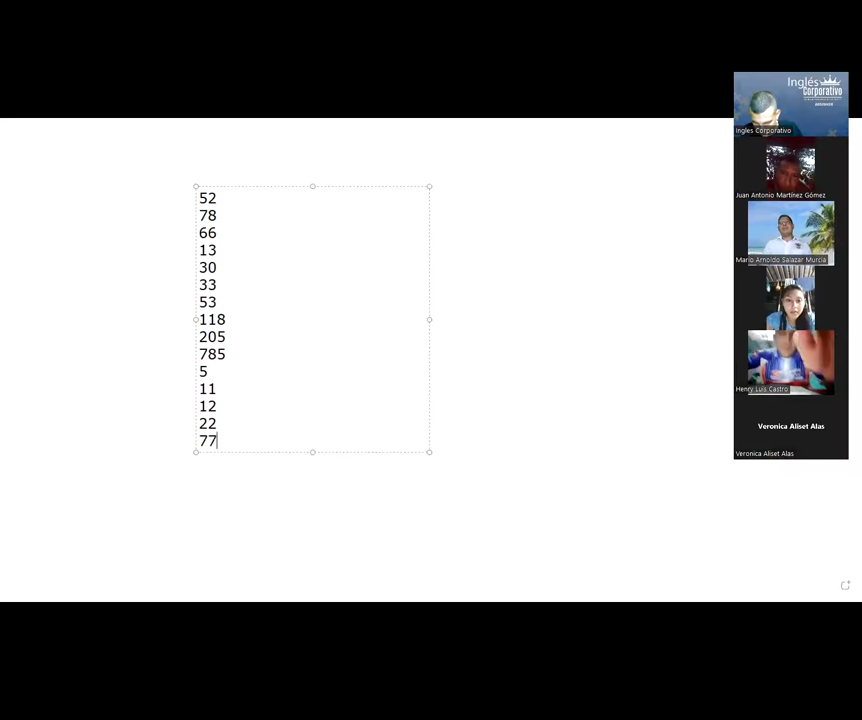 52
78
66
13
30
33
53
118
205
785
5
11
12
22
77
Inglés
Corporativo
Ingles Corporativo
Juan Antonio Martínez Gómez
Mario Arnoldo Salazar Murcia
Henry Luis Castro
Veronica Aliset Alas
Veronica Aliset Alas